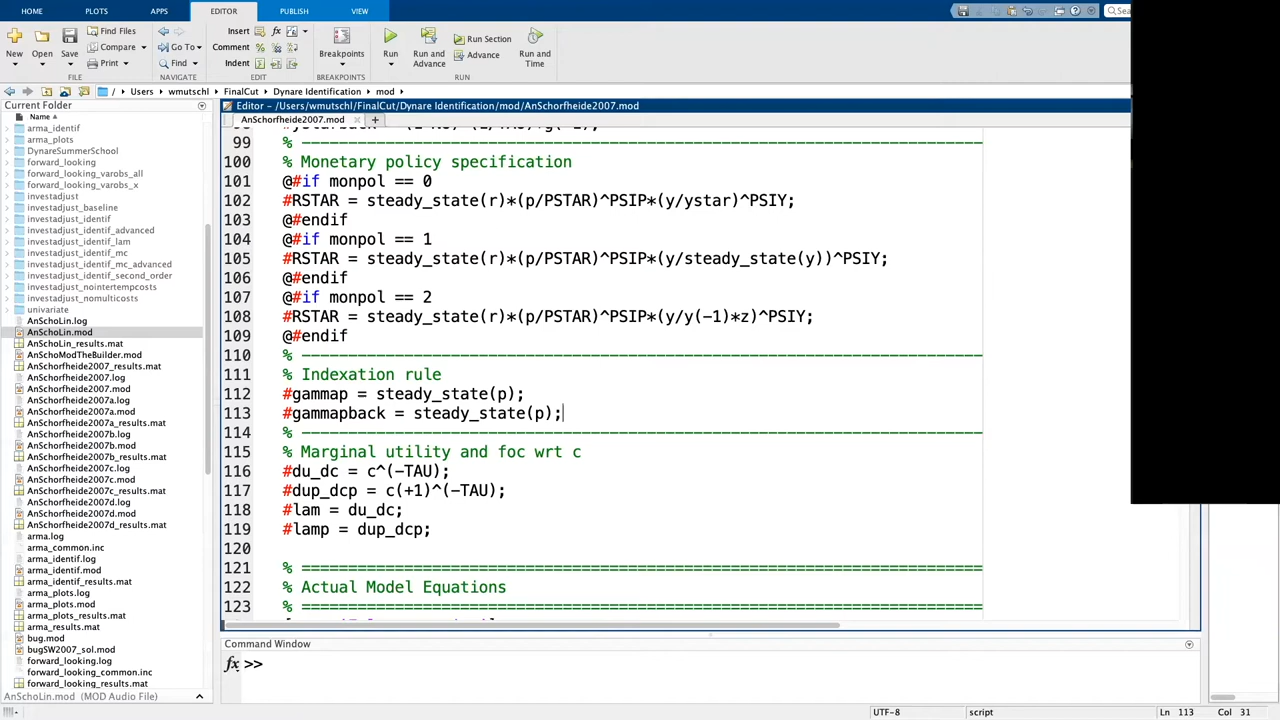 HOME PLOTS APPS EDITOR PUBLISH VIEW
New Open Save Find Files Compare Print Go To Find Insert Comment Indent Breakpoints Run Run and Advance Run Section Advance Run and Time
FILE NAVIGATE EDIT BREAKPOINTS RUN
/ Users wmutschl FinalCut Dynare Identification mod
Current Folder
Name
arma_identif
arma_plots
DynareSummerSchool
forward_looking
forward_looking_varobs_all
forward_looking_varobs_x
investadjust
investadjust_baseline
investadjust_identif
investadjust_identif_advanced
investadjust_identif_lam
investadjust_identif_mc
investadjust_identif_mc_advanced
investadjust_identif_second_order
investadjust_nointertempcosts
investadjust_nomulticosts
univariate
AnSchoLin.log
AnSchoLin.mod
AnSchoLin_results.mat
AnSchoModTheBuilder.mod
AnSchorfheide2007_results.mat
AnSchorfheide2007.log
AnSchorfheide2007.mod
AnSchorfheide2007a.log
AnSchorfheide2007a.mod
AnSchorfheide2007a_results.mat
AnSchorfheide2007b.log
AnSchorfheide2007b.mod
AnSchorfheide2007b_results.mat
AnSchorfheide2007c.log
AnSchorfheide2007c.mod
AnSchorfheide2007c_results.mat
AnSchorfheide2007d.log
AnSchorfheide2007d.mod
AnSchorfheide2007d_results.mat
arma.log
arma_common.inc
arma_identif.log
arma_identif.mod
arma_identif_results.mat
arma_plots.log
arma_plots.mod
arma_plots_results.mat
arma_results.mat
bug.mod
bugSW2007_sol.mod
forward_looking.log
forward_looking_common.inc
forward_looking_results.mat
AnSchoLin.mod (MOD Audio File)
Editor - /Users/wmutschl/FinalCut/Dynare Identification/mod/AnSchorfheide2007.mod
AnSchorfheide2007.mod
99 % -------------------------------------------------------------------------
100 % Monetary policy specification
101 @#if monpol == 0
102 #RSTAR = steady_state(r)*(p/PSTAR)^PSIP*(y/ystar)^PSIY;
103 @#endif
104 @#if monpol == 1
105 #RSTAR = steady_state(r)*(p/PSTAR)^PSIP*(y/steady_state(y))^PSIY;
106 @#endif
107 @#if monpol == 2
108 #RSTAR = steady_state(r)*(p/PSTAR)^PSIP*(y/y(-1)*z)^PSIY;
109 @#endif
110 % -------------------------------------------------------------------------
111 % Indexation rule
112 #gammap = steady_state(p);
113 #gammapback = steady_state(p);
114 % -------------------------------------------------------------------------
115 % Marginal utility and foc wrt c
116 #du_dc = c^(-TAU);
117 #dup_dcp = c(+1)^(-TAU);
118 #lam = du_dc;
119 #lamp = dup_dcp;
120
121 % =========================================================================
122 % Actual Model Equations
123 % =========================================================================
Command Window
fx >>
UTF-8 script Ln 113 Col 31